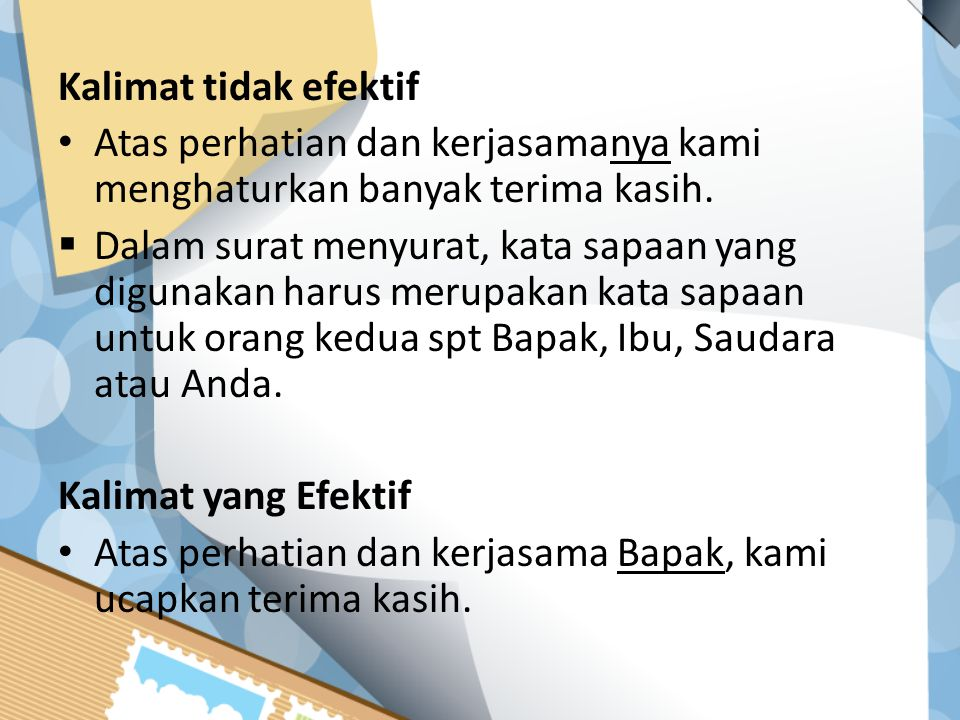 Kalimat tidak efektif
• Atas perhatian dan kerjasamanya kami
menghaturkan banyak terima kasih.
▪ Dalam surat menyurat, kata sapaan yang
digunakan harus merupakan kata sapaan
untuk orang kedua spt Bapak, Ibu, Saudara
atau Anda.
Kalimat yang Efektif
• Atas perhatian dan kerjasama Bapak, kami
ucapkan terima kasih.